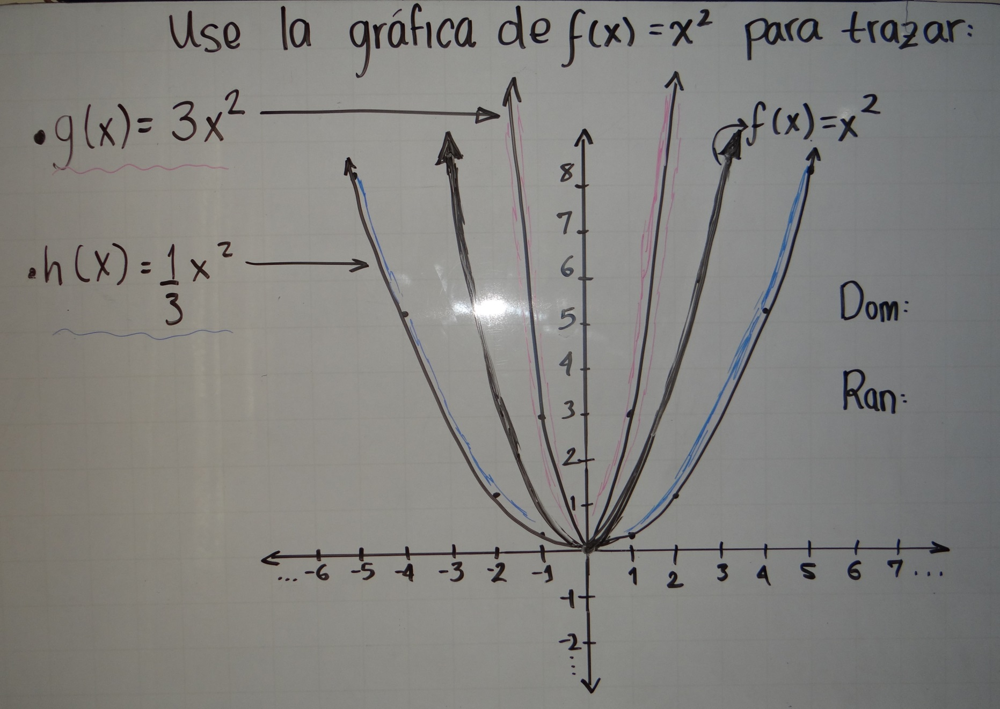 Use la gráfica de f(x) = x² para trazar:
• g(x) = 3x²
f(x) = x²
• h(x) = 1/3 x²
8
7
6
5
4
3
2
1
Dom:
Ran:
... -6 -5 -4 -3 -2 -1 1 2 3 4 5 6 7 ...
-1
-2
⋮